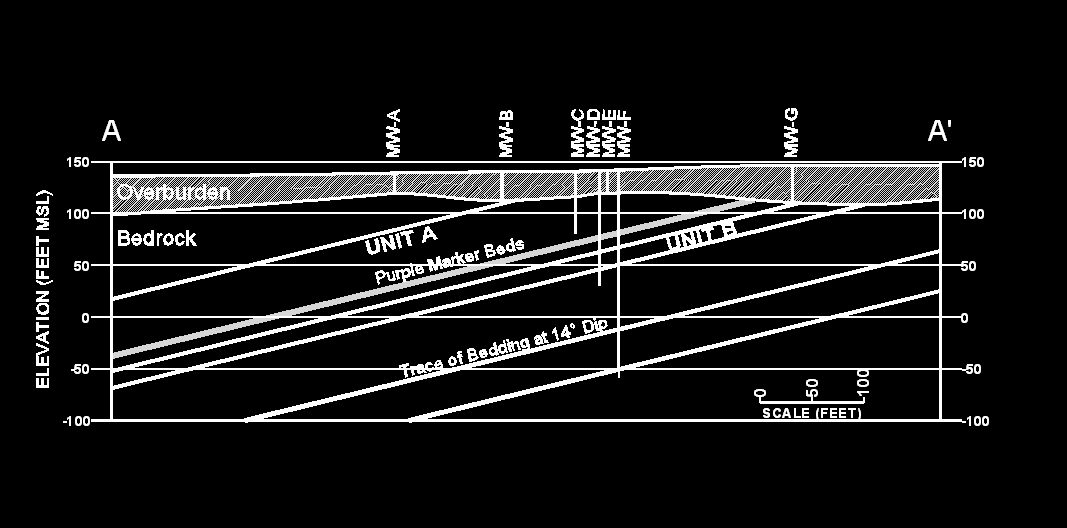 A
A'
MW-A
MW-B
MW-C
MW-D
MW-E
MW-F
MW-G
150
150
Overburden
100
100
Bedrock
UNIT A
UNIT B
Purple Marker Beds
50
50
0
0
Trace of Bedding at 14° Dip
-50
-50
0
50
100
SCALE (FEET)
-100
-100
ELEVATION (FEET MSL)